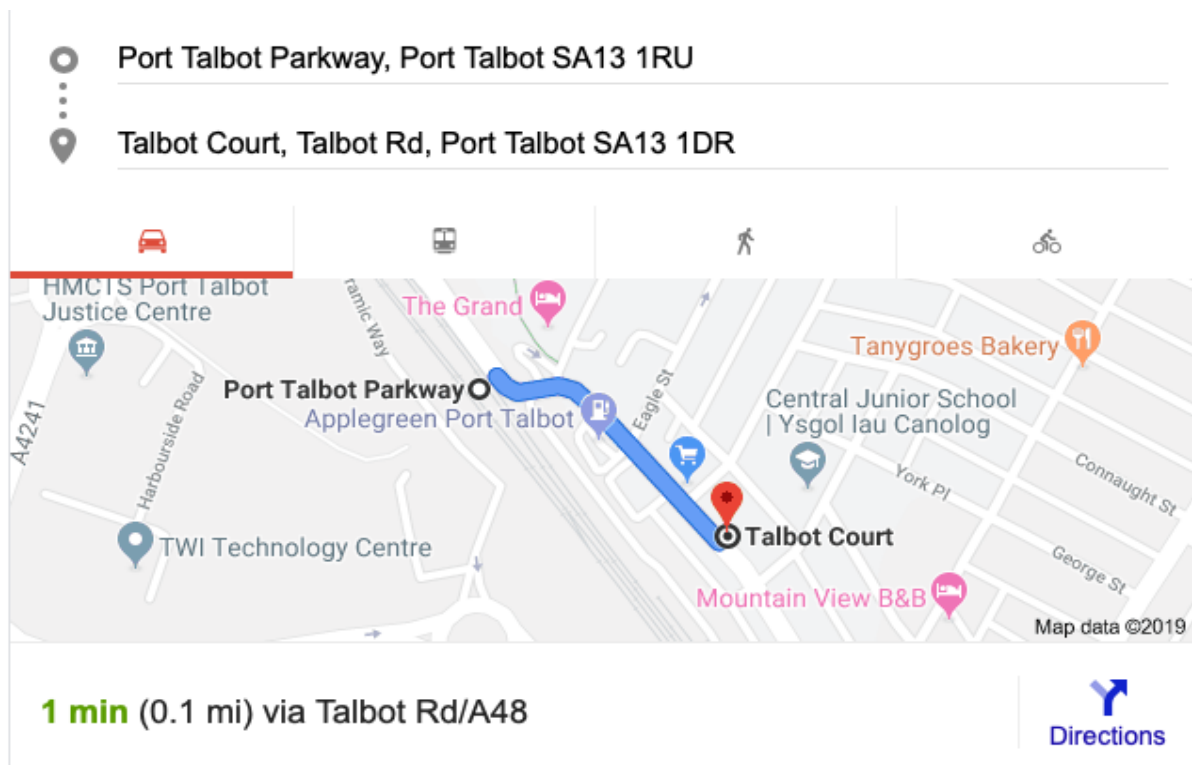 Port Talbot Parkway, Port Talbot SA13 1RU
Talbot Court, Talbot Rd, Port Talbot SA13 1DR
HMCTS Port Talbot
Justice Centre
ramic Way
The Grand
Tanygroes Bakery
Port Talbot Parkway
Applegreen Port Talbot
Eagle St
Central Junior School
| Ysgol Iau Canolog
A4241
Harbourside Road
York Pl
Connaught St
TWI Technology Centre
Talbot Court
George St
Mountain View B&B
Map data ©2019
1 min (0.1 mi) via Talbot Rd/A48
Directions